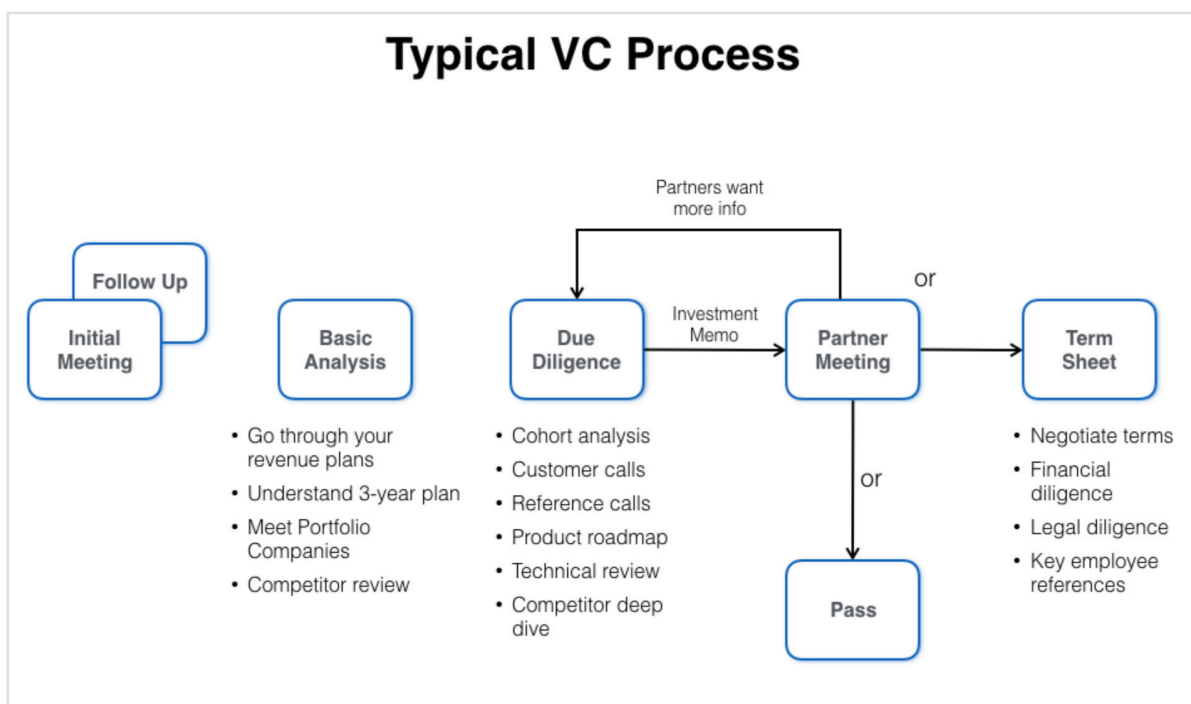 Typical VC Process
Partners want
more info
Follow Up
or
Initial
Meeting
Basic
Analysis
Due
Diligence
Investment
Memo
Partner
Meeting
Term
Sheet
• Go through your
revenue plans
• Understand 3-year plan
• Meet Portfolio
Companies
• Competitor review
• Cohort analysis
• Customer calls
• Reference calls
• Product roadmap
• Technical review
• Competitor deep
dive
or
Pass
• Negotiate terms
• Financial
diligence
• Legal diligence
• Key employee
references